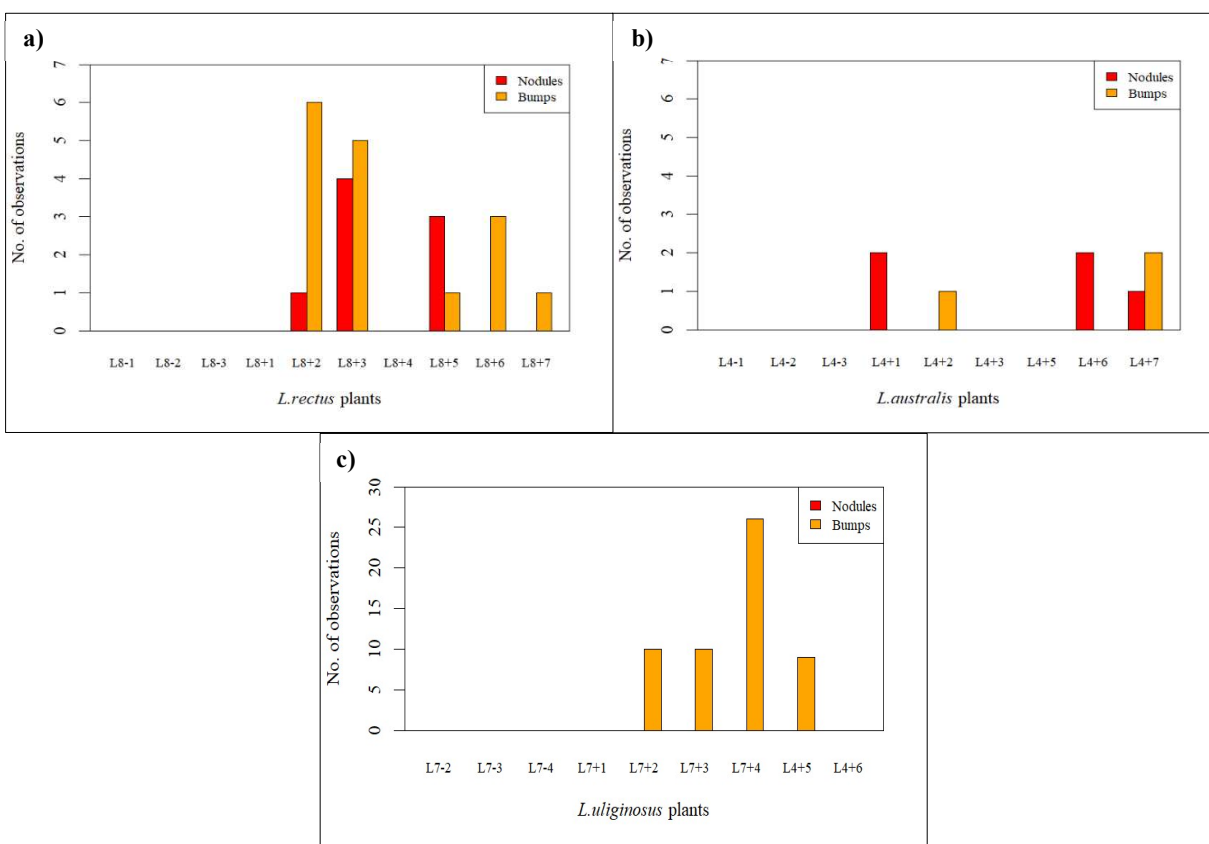 a)
No. of observations
7
6
5
4
3
2
1
0
Nodules
Bumps
L8-1 L8-2 L8-3 L8+1 L8+2 L8+3 L8+4 L8+5 L8+6 L8+7
L.rectus plants
b)
No. of observations
7
6
5
4
3
2
1
0
Nodules
Bumps
L4-1 L4-2 L4-3 L4+1 L4+2 L4+3 L4+5 L4+6 L4+7
L.australis plants
c)
No. of observations
30
25
20
15
10
5
0
Nodules
Bumps
L7-2 L7-3 L7-4 L7+1 L7+2 L7+3 L7+4 L4+5 L4+6
L.uliginosus plants